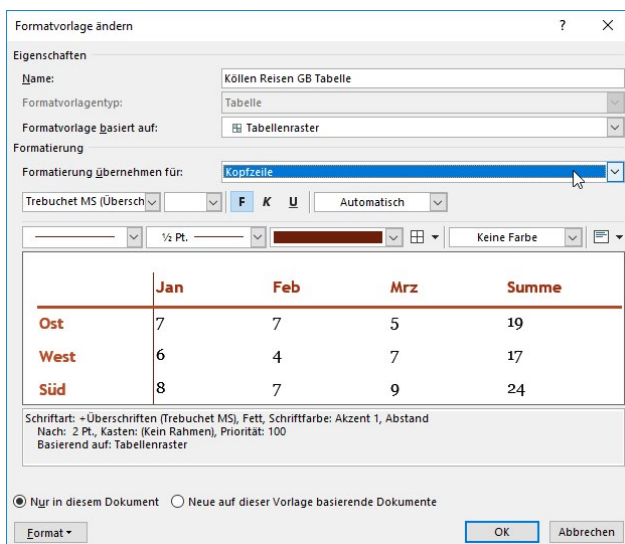 Formatvorlage ändern ? ×
Eigenschaften
Name: Köllen Reisen GB Tabelle
Formatvorlagentyp: Tabelle
Formatvorlage basiert auf: Tabellenraster
Formatierung
Formatierung übernehmen für: Kopfzeile
Trebuchet MS (Übersch F K U Automatisch
½ Pt. Keine Farbe
Jan Feb Mrz Summe
Ost 7 7 5 19
West 6 4 7 17
Süd 8 7 9 24
Schriftart: +Überschriften (Trebuchet MS), Fett, Schriftfarbe: Akzent 1, Abstand
Nach: 2 Pt., Kasten: (Kein Rahmen), Priorität: 100
Basierend auf: Tabellenraster
Nur in diesem Dokument Neue auf dieser Vorlage basierende Dokumente
Format OK Abbrechen